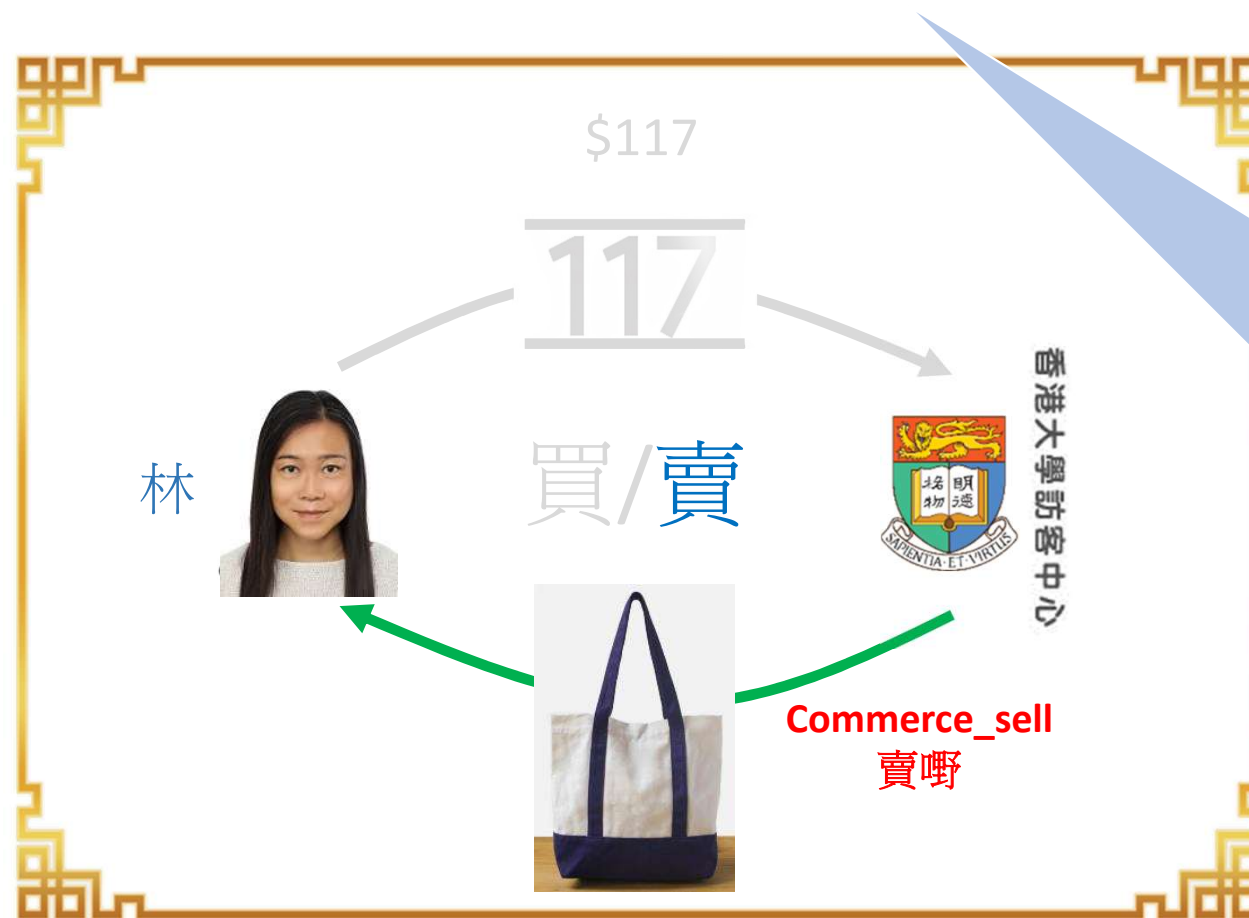 $117
117
林
買/賣
明德
格物
SAPIENTIA·ET·VIRTUS
香港大學訪客中心
Commerce_sell
賣嘢